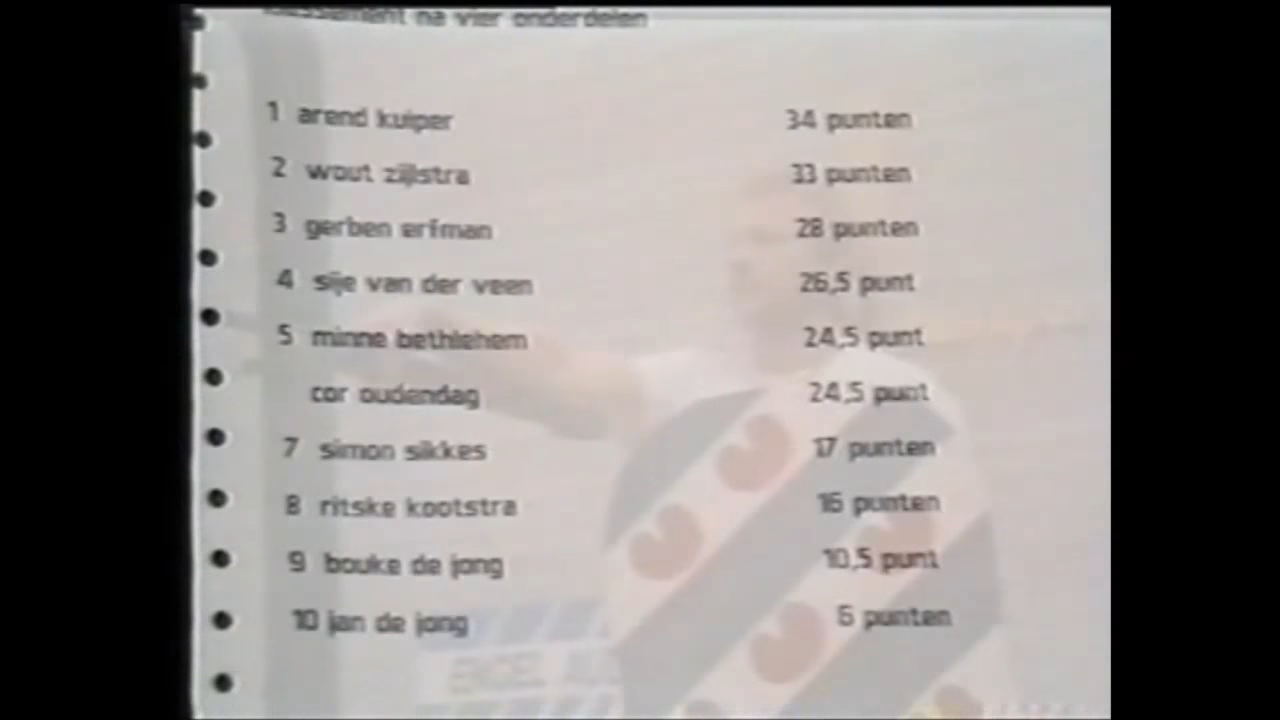 klassement na vier onderdelen
1 arend kuiper 34 punten
2 wout zijlstra 33 punten
3 gerben erfman 28 punten
4 sije van der veen 26,5 punt
5 minne bethlehem 24,5 punt
cor oudendag 24,5 punt
7 simon sikkes 17 punten
8 ritske kootstra 16 punten
9 bouke de jong 10,5 punt
10 jan de jong 6 punten